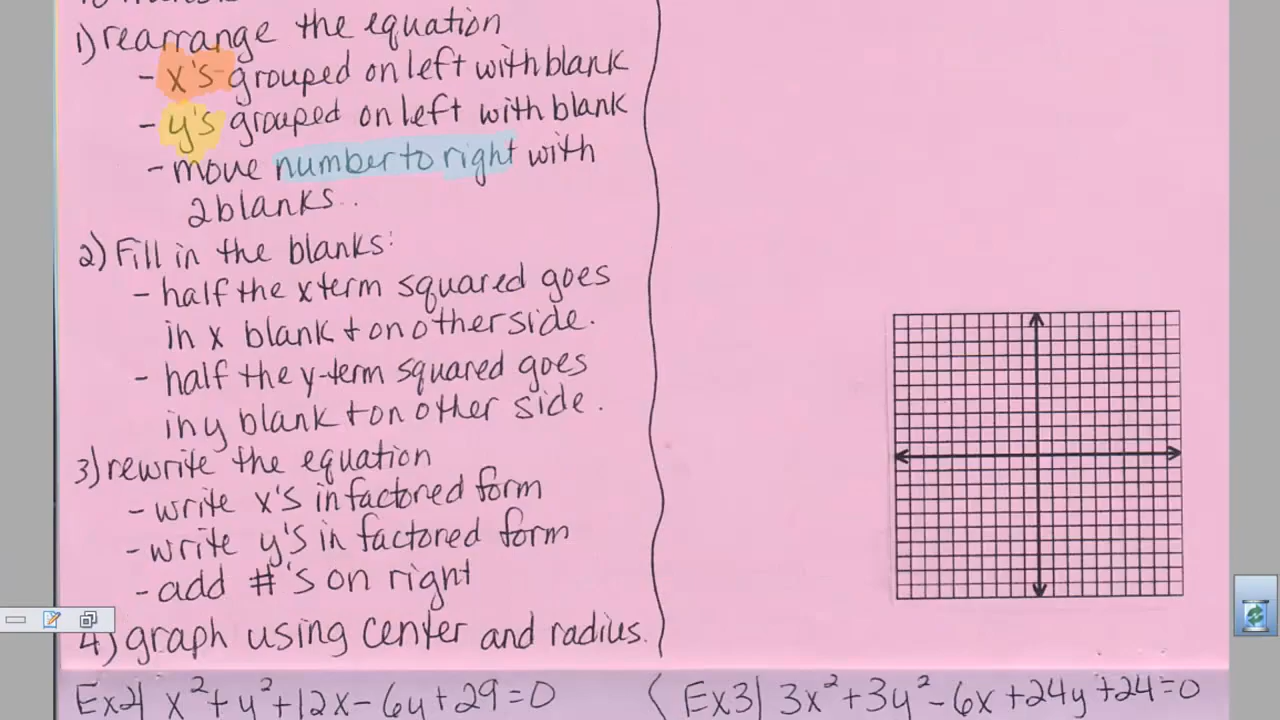 1) rearrange the equation
- x's grouped on left with blank
- y's grouped on left with blank
- move number to right with
2 blanks..
2) Fill in the blanks:
- half the x term squared goes
in x blank + on other side.
- half the y-term squared goes
in y blank + on other side.
3) rewrite the equation
- write x's in factored form
- write y's in factored form
- add #'s on right
4) graph using center and radius.
Ex2) x²+y²+12x-6y+29=0
Ex3) 3x²+3y²-6x+24y+24=0